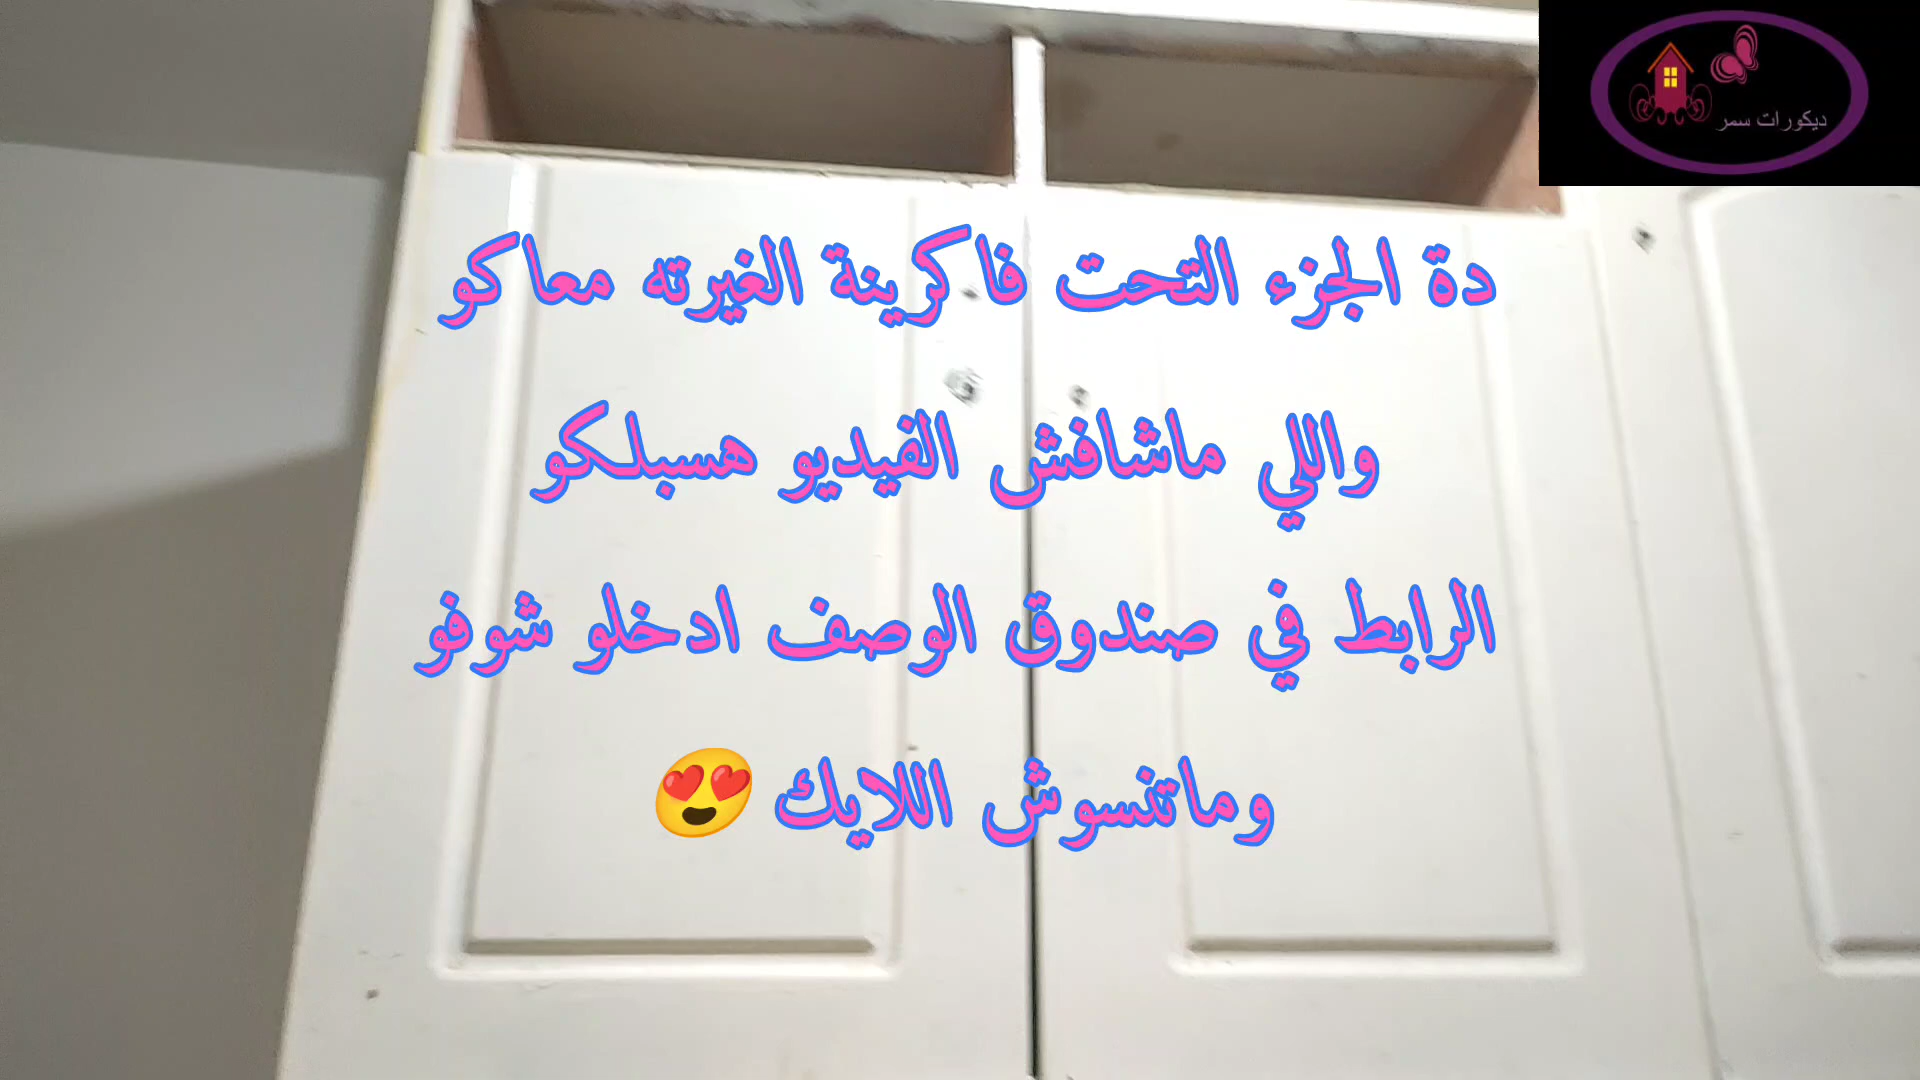 ديكورات سمر
دة الجزء التحت فاكرينة الغيرته معاكو
واللي ماشافش الفيديو هسبلكو
الرابط في صندوق الوصف ادخلو شوفو
وماتنسوش اللايك 😍